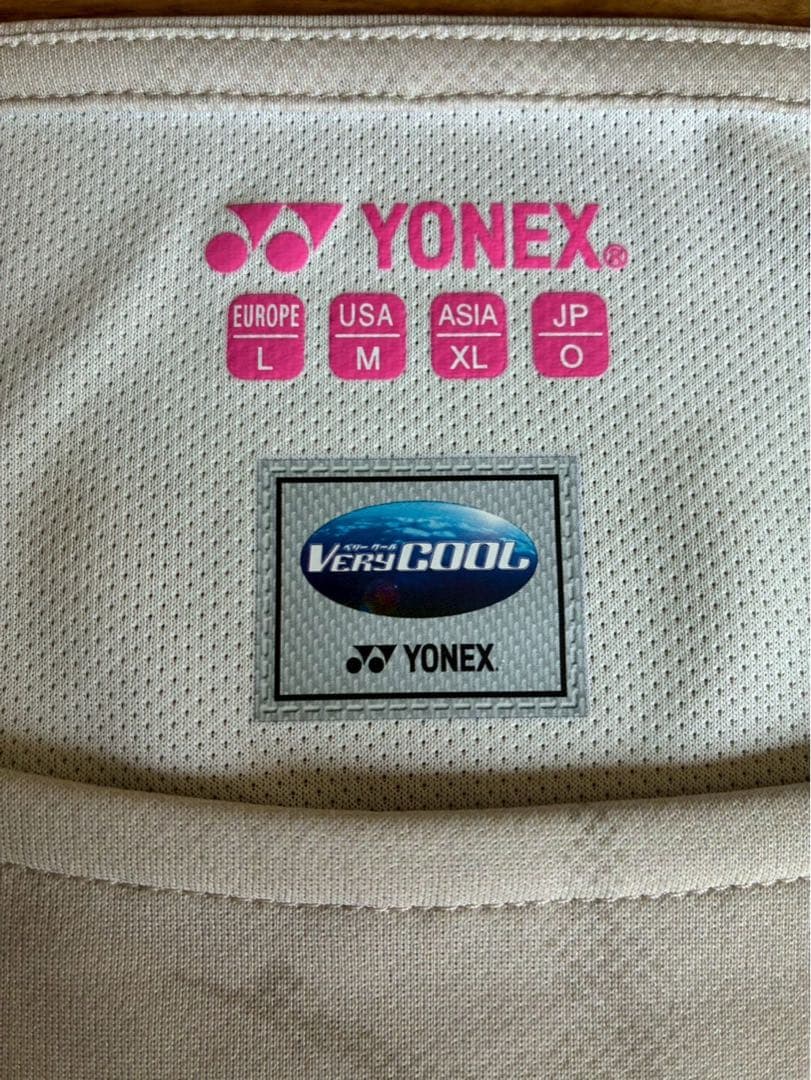 YONEX®
EUROPE USA ASIA JP
L M XL O
ベリークール
VERYCOOL
YONEX